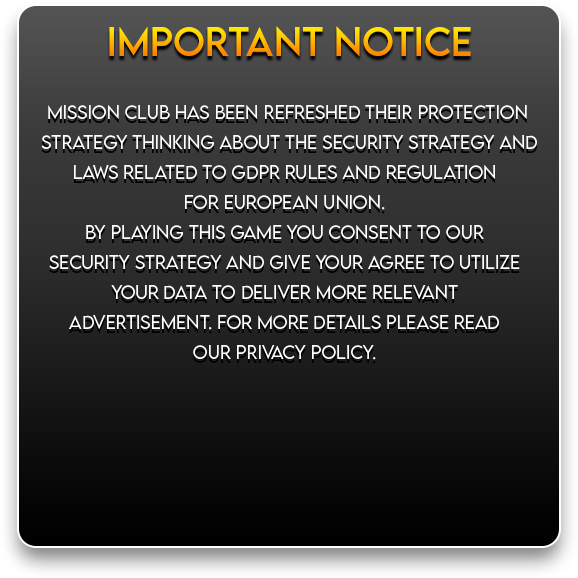 IMPORTANT NOTICE
MISSION CLUB HAS BEEN REFRESHED THEIR PROTECTION
STRATEGY THINKING ABOUT THE SECURITY STRATEGY AND
LAWS RELATED TO GDPR RULES AND REGULATION
FOR EUROPEAN UNION.
BY PLAYING THIS GAME YOU CONSENT TO OUR
SECURITY STRATEGY AND GIVE YOUR AGREE TO UTILIZE
YOUR DATA TO DELIVER MORE RELEVANT
ADVERTISEMENT. FOR MORE DETAILS PLEASE READ
OUR PRIVACY POLICY.